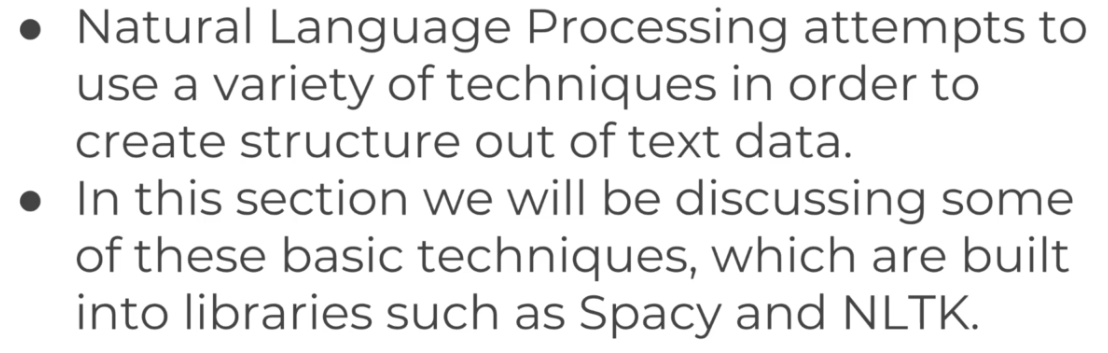 ● Natural Language Processing attempts to
use a variety of techniques in order to
create structure out of text data.
● In this section we will be discussing some
of these basic techniques, which are built
into libraries such as Spacy and NLTK.